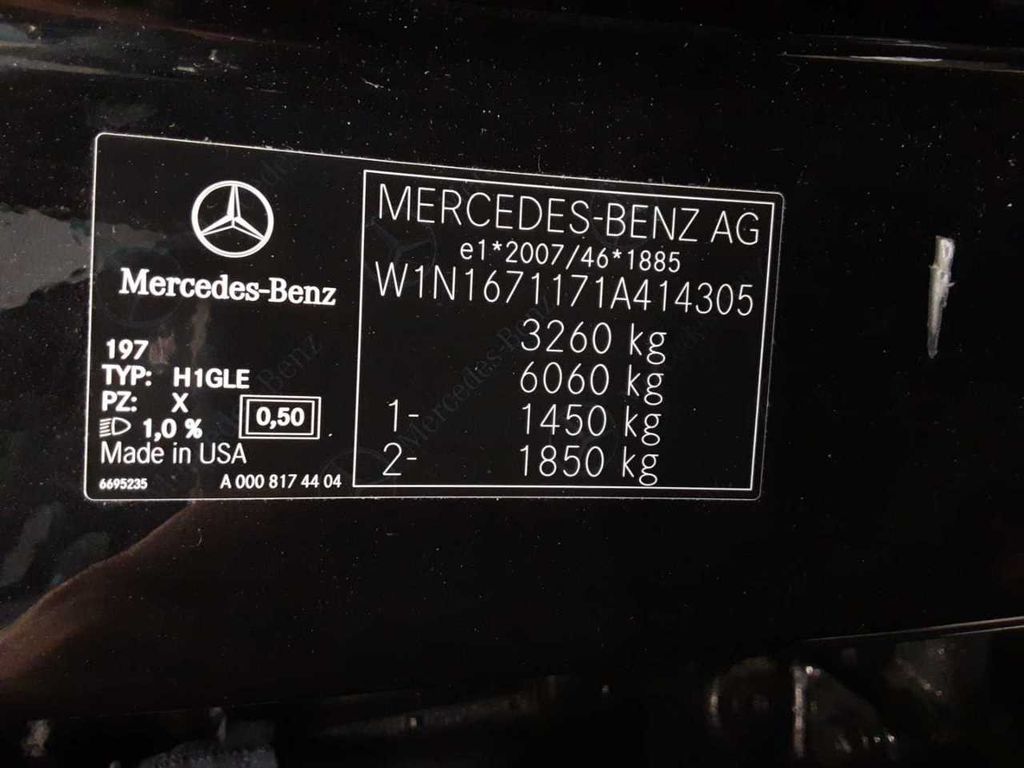 Mercedes-Benz
197
TYP: H1GLE
PZ: X
1,0 %
0,50
Made in USA
6695235
A 000 817 44 04
MERCEDES-BENZ AG
e1*2007/46*1885
W1N1671171A414305
3260 kg
6060 kg
1- 1450 kg
2- 1850 kg